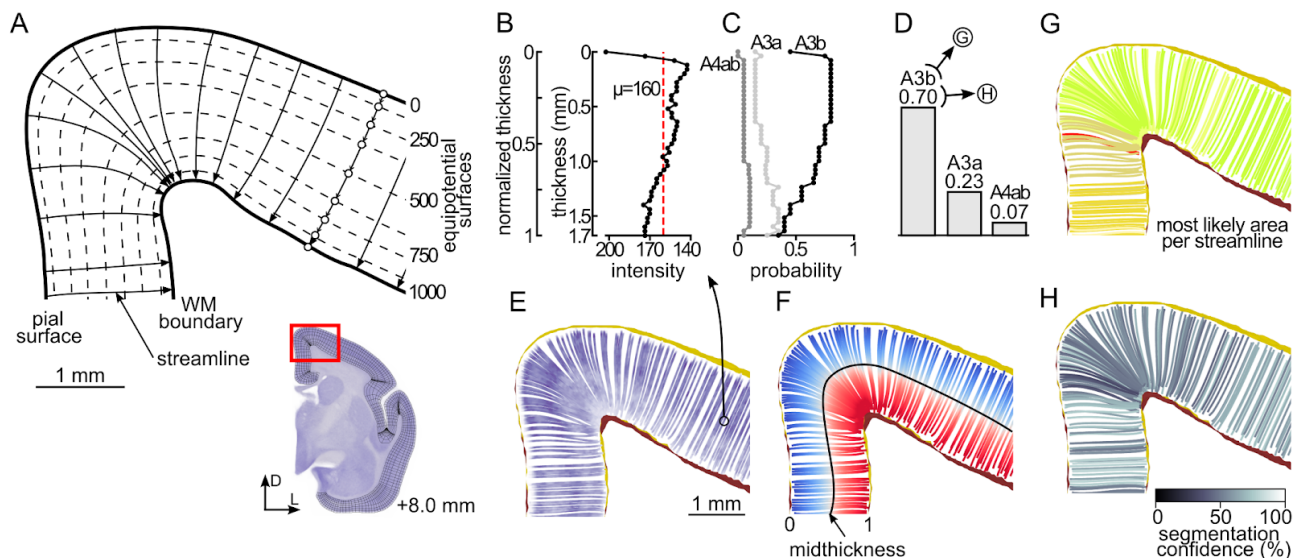 A
0
250
500
750
1000
equipotential
surfaces
pial
surface
WM
boundary
streamline
1 mm
D
L
+8.0 mm
B
normalized thickness
0
0.5
1
thickness (mm)
0
0.5
1.0
1.5
1.7
μ=160
200
170
140
intensity
C
A4ab
A3a
A3b
0
0.5
1
probability
D
G
A3b
0.70
H
A3a
0.23
A4ab
0.07
E
1 mm
F
0
1
midthickness
G
most likely area
per streamline
H
0
50
100
segmentation
confidence (%)